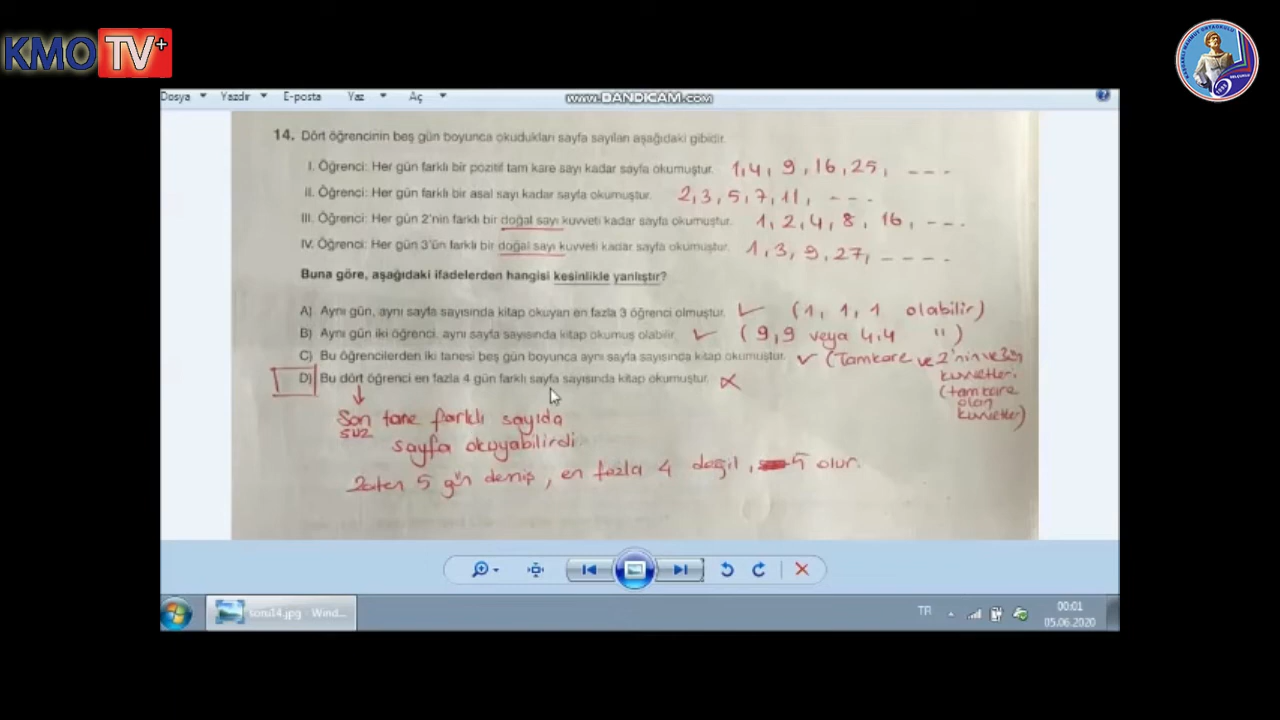 KMO TV+
Dosya Yazdır E-posta Yaz Aç
www.BANDICAM.com
14. Dört öğrencinin beş gün boyunca okudukları sayfa sayıları aşağıdaki gibidir.
I. Öğrenci: Her gün farklı bir pozitif tam kare sayı kadar sayfa okumuştur. 1, 4, 9, 16, 25, ----
II. Öğrenci: Her gün farklı bir asal sayı kadar sayfa okumuştur. 2, 3, 5, 7, 11, ---.
III. Öğrenci: Her gün 2'nin farklı bir doğal sayı kuvveti kadar sayfa okumuştur. 1, 2, 4, 8, 16, ---.
IV. Öğrenci: Her gün 3'ün farklı bir doğal sayı kuvveti kadar sayfa okumuştur. 1, 3, 9, 27, ----.
Buna göre, aşağıdaki ifadelerden hangisi kesinlikle yanlıştır?
A) Aynı gün, aynı sayfa sayısında kitap okuyan en fazla 3 öğrenci olmuştur. (1, 1, 1 olabilir)
B) Aynı gün iki öğrenci, aynı sayfa sayısında kitap okumuş olabilir. (9,9 veya 4,4 ")
C) Bu öğrencilerden iki tanesi beş gün boyunca aynı sayfa sayısında kitap okumuştur. (Tamkare ve 2'nin ve 3'ün
kuvvetleri.
(tamkare
olan
kuvvetler)
D) Bu dört öğrenci en fazla 4 gün farklı sayfa sayısında kitap okumuştur.
Son tane farklı sayıda
suz
sayfa okuyabilirdi
Zaten 5 gün demiş, en fazla 4 değil, 5 olur.
soru14.jpg - Wind...
TR
00:01
05.06.2020